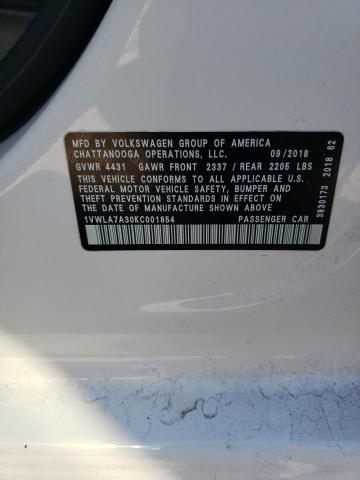 MFD BY VOLKSWAGEN GROUP OF AMERICA
CHATTANOOGA OPERATIONS, LLC. 09/2018
GVWR 4431 GAWR FRONT 2337 / REAR 2205 LBS
THIS VEHICLE CONFORMS TO ALL APPLICABLE U.S.
FEDERAL MOTOR VEHICLE SAFETY, BUMPER AND
THEFT PREVENTION STANDARDS IN EFFECT ON
THE DATE OF MANUFACTURE SHOWN ABOVE.
1VWLA7A30KC001854 PASSENGER CAR
3830173 2018 62